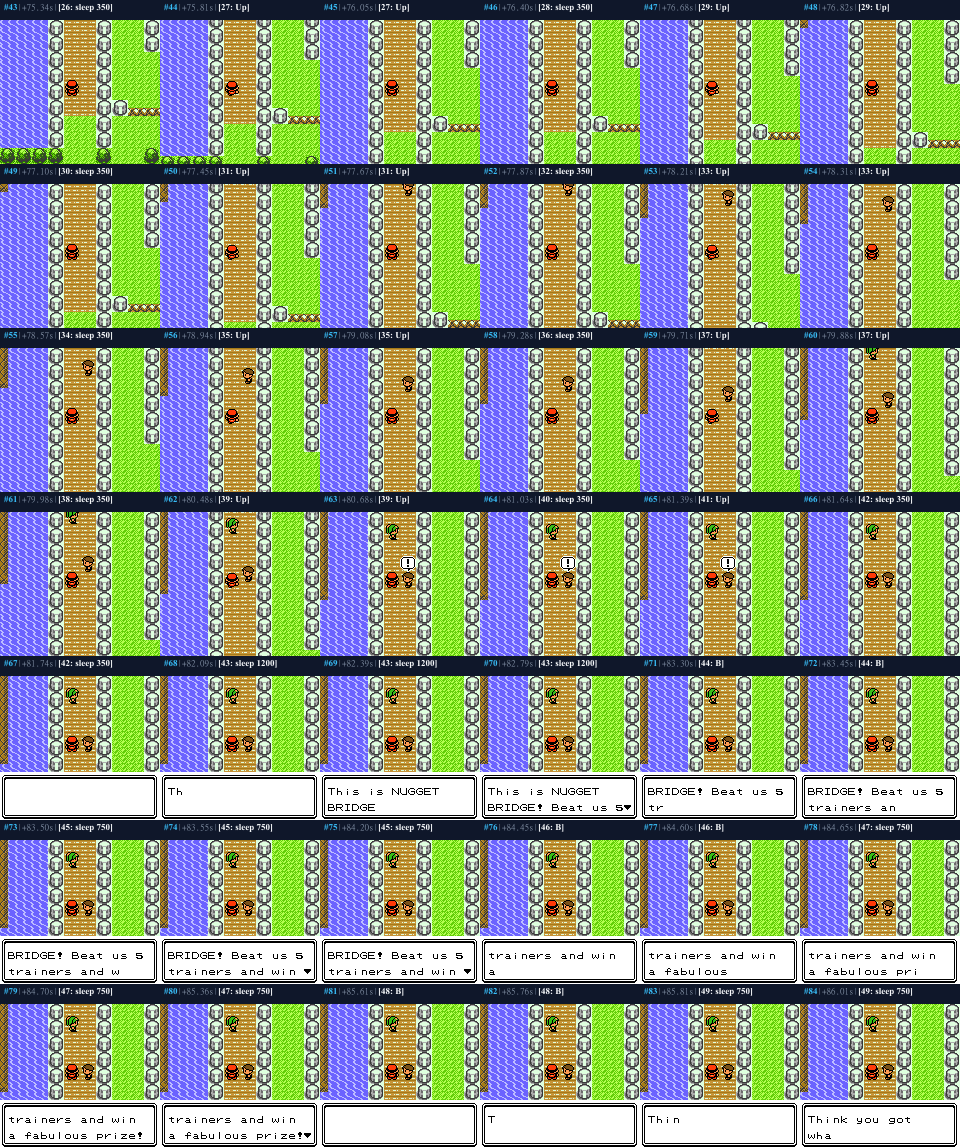 #43|+75.34s| [26: sleep 350]
#44|+75.81s| [27: Up]
#45|+76.05s| [27: Up]
#46|+76.40s| [28: sleep 350]
#47|+76.68s| [29: Up]
#48|+76.82s| [29: Up]
#49|+77.10s| [30: sleep 350]
#50|+77.45s| [31: Up]
#51|+77.67s| [31: Up]
#52|+77.87s| [32: sleep 350]
#53|+78.21s| [33: Up]
#54|+78.31s| [33: Up]
#55|+78.57s| [34: sleep 350]
#56|+78.94s| [35: Up]
#57|+79.08s| [35: Up]
#58|+79.28s| [36: sleep 350]
#59|+79.71s| [37: Up]
#60|+79.88s| [37: Up]
#61|+79.98s| [38: sleep 350]
#62|+80.48s| [39: Up]
#63|+80.68s| [39: Up]
#64|+81.03s| [40: sleep 350]
#65|+81.39s| [41: Up]
#66|+81.64s| [42: sleep 350]
!
!
!
#67|+81.74s| [42: sleep 350]
#68|+82.09s| [43: sleep 1200]
#69|+82.39s| [43: sleep 1200]
#70|+82.79s| [43: sleep 1200]
#71|+83.30s| [44: B]
#72|+83.45s| [44: B]
Th
This is NUGGET
BRIDGE
This is NUGGET
BRIDGE! Beat us 5▼
BRIDGE! Beat us 5
tr
BRIDGE! Beat us 5
trainers an
#73|+83.50s| [45: sleep 750]
#74|+83.55s| [45: sleep 750]
#75|+84.20s| [45: sleep 750]
#76|+84.45s| [46: B]
#77|+84.60s| [46: B]
#78|+84.65s| [47: sleep 750]
BRIDGE! Beat us 5
trainers and w
BRIDGE! Beat us 5
trainers and win ▼
BRIDGE! Beat us 5
trainers and win ▼
trainers and win
a
trainers and win
a fabulous
trainers and win
a fabulous pri
#79|+84.70s| [47: sleep 750]
#80|+85.36s| [47: sleep 750]
#81|+85.61s| [48: B]
#82|+85.76s| [48: B]
#83|+85.81s| [49: sleep 750]
#84|+86.01s| [49: sleep 750]
trainers and win
a fabulous prize!
trainers and win
a fabulous prize!▼
T
Thin
Think you got
wha